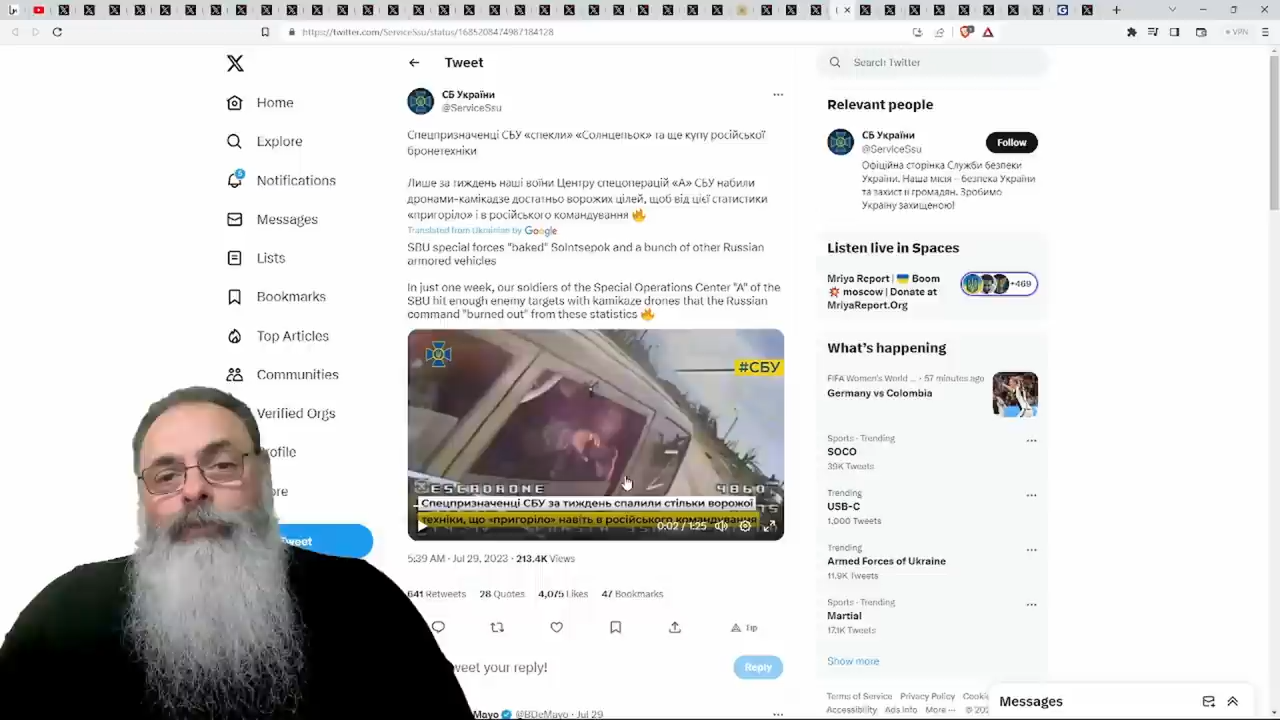 https://twitter.com/ServiceSsu/status/1685208474987184128
VPN
Home
Explore
5
Notifications
Messages
Lists
Bookmarks
Top Articles
Communities
Verified Orgs
Tweet
СБ України
@ServiceSsu
Спецпризначенці СБУ «спекли» «Солнцепьок» та ще купу російської
бронетехніки
Лише за тиждень наші воїни Центру спецоперацій «А» СБУ набили
дронами-камікадзе достатньо ворожих цілей, щоб від цієї статистики
«пригоріло» і в російського командування 🔥
Translated from Ukrainian by Google
SBU special forces "baked" Solntsepok and a bunch of other Russian
armored vehicles
In just one week, our soldiers of the Special Operations Center "A" of the
SBU hit enough enemy targets with kamikaze drones that the Russian
command "burned out" from these statistics 🔥
#СБУ
ESCADRONE
Спецпризначенці СБУ за тиждень спалили стільки ворожої
техніки, що «пригоріло» навіть в російського командування
0:02 / 1:25
5:39 AM · Jul 29, 2023 · 213.4K Views
641 Retweets 28 Quotes 4,075 Likes 47 Bookmarks
Tip
weet your reply!
Reply
Mayo @BDeMayo · Jul 29
Search Twitter
Relevant people
СБ України
@ServiceSsu
Follow
Офіційна сторінка Служби безпеки
України. Наша місія – безпека України
та захист її громадян. Зробимо
Україну захищеною!
Listen live in Spaces
Mriya Report | 🇺🇦 Boom
💥 moscow | Donate at
MriyaReport.Org
+469
What's happening
FIFA Women's World ... · 57 minutes ago
Germany vs Colombia
Sports · Trending
SOCO
39K Tweets
Trending
USB-C
1,000 Tweets
Trending
Armed Forces of Ukraine
11.9K Tweets
Sports · Trending
Martial
17.1K Tweets
Show more
Terms of Service Privacy Policy
Accessibility Ads Info More ···
Messages